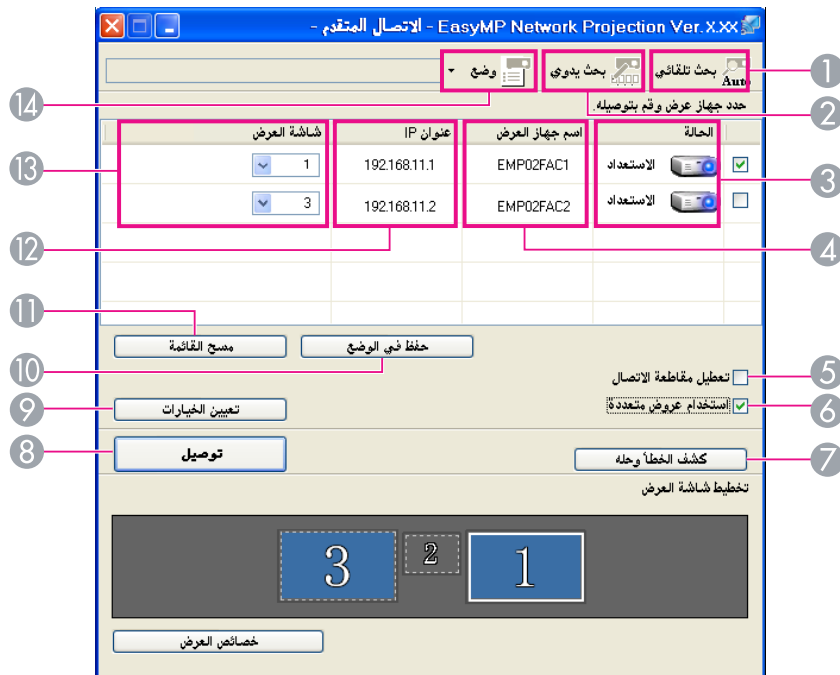 EasyMP Network Projection Ver.X.XX - الاتصال المتقدم -
بحث تلقائي
Auto
بحث يدوي
وضع
1
2
14
حدد جهاز عرض وقم بتوصيله.
الحالة
اسم جهاز العرض
عنوان IP
شاشة العرض
الاستعداد
EMP02FAC1
192.168.11.1
1
3
13
الاستعداد
EMP02FAC2
192.168.11.2
3
4
12
11
حفظ في الوضع
مسح القائمة
10
تعطيل مقاطعة الاتصال
5
استخدام عروض متعددة
6
تعيين الخيارات
9
توصيل
8
كشف الخطأ وحله
7
تخطيط شاشة العرض
1
2
3
خصائص العرض